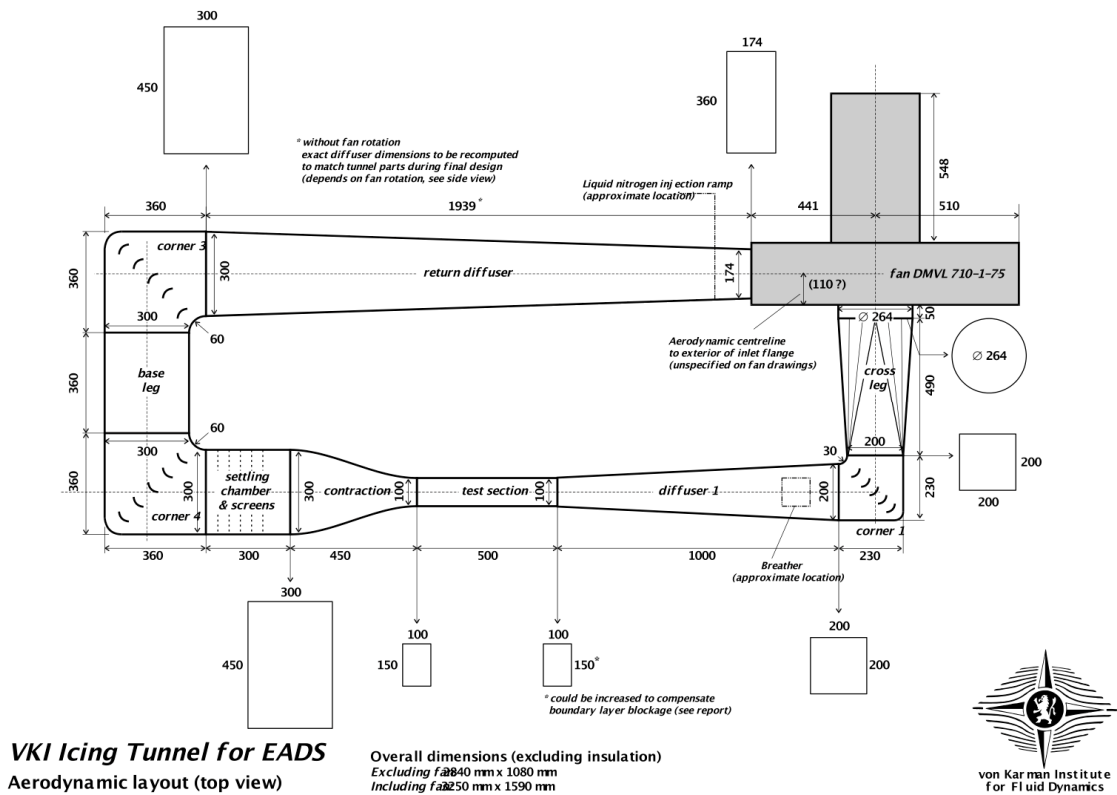 300
450
174
360
* without fan rotation
exact diffuser dimensions to be recomputed
to match tunnel parts during final design
(depends on fan rotation, see side view)
Liquid nitrogen injection ramp
(approximate location)
548
360
1939*
441
510
corner 3
360
300
return diffuser
174
(110 ?)
fan DMVL 710-1-75
300
60
Aerodynamic centreline
to exterior of inlet flange
(unspecified on fan drawings)
∅ 264
50
∅ 264
360
base
leg
cross
leg
490
60
300
30
200
360
300
settling
chamber
& screens
300
contraction
100
test section
100
diffuser 1
200
230
200
200
corner 4
corner 1
360
300
450
500
1000
230
Breather
(approximate location)
300
450
100
150
100
150*
200
200
* could be increased to compensate
boundary layer blockage (see report)
VKI Icing Tunnel for EADS
Aerodynamic layout (top view)
Overall dimensions (excluding insulation)
Excluding fan 2840 mm x 1080 mm
Including fan 3250 mm x 1590 mm
von Karman Institute
for Fluid Dynamics